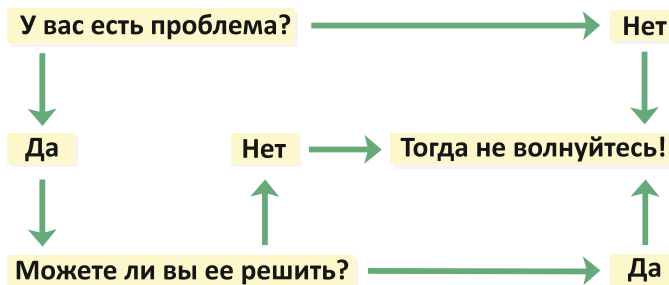 У вас есть проблема?
Нет
Да
Нет
Тогда не волнуйтесь!
Можете ли вы ее решить?
Да